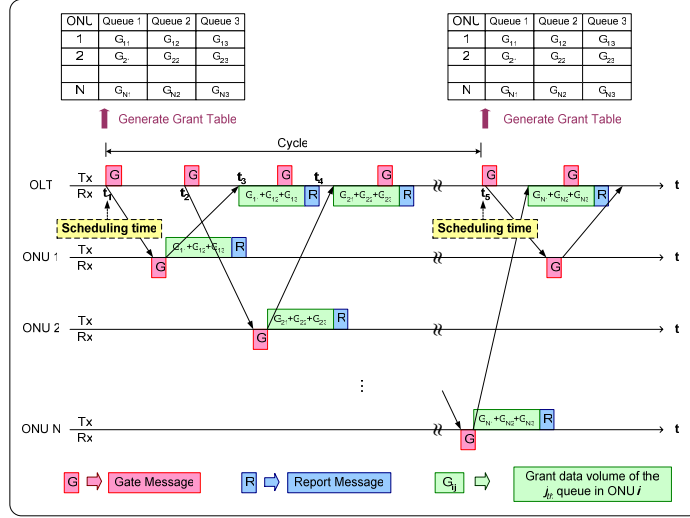 ONU Queue 1 Queue 2 Queue 3 ONU Queue 1 Queue 2 Queue 3
1 G11 G12 G13 1 G11 G12 G13
2 G21 G22 G23 2 G21 G22 G23
N GN1 GN2 GN3 N GN1 GN2 GN3
Generate Grant Table Generate Grant Table
Cycle
G G t3 G t4 G G G
OLT Tx t
Rx t1 t2 G11+G12+G13 R G21+G22+G23 R t5 GN1+GN2+GN3 R
Scheduling time Scheduling time
G11+G12+G13 R
ONU 1 Tx t
Rx G G
G21+G22+G23 R
ONU 2 Tx t
Rx G
...
GN1+GN2+GN3 R
ONU N Tx t
Rx G
G Gate Message R Report Message Gij Grant data volume of the
jth queue in ONU i